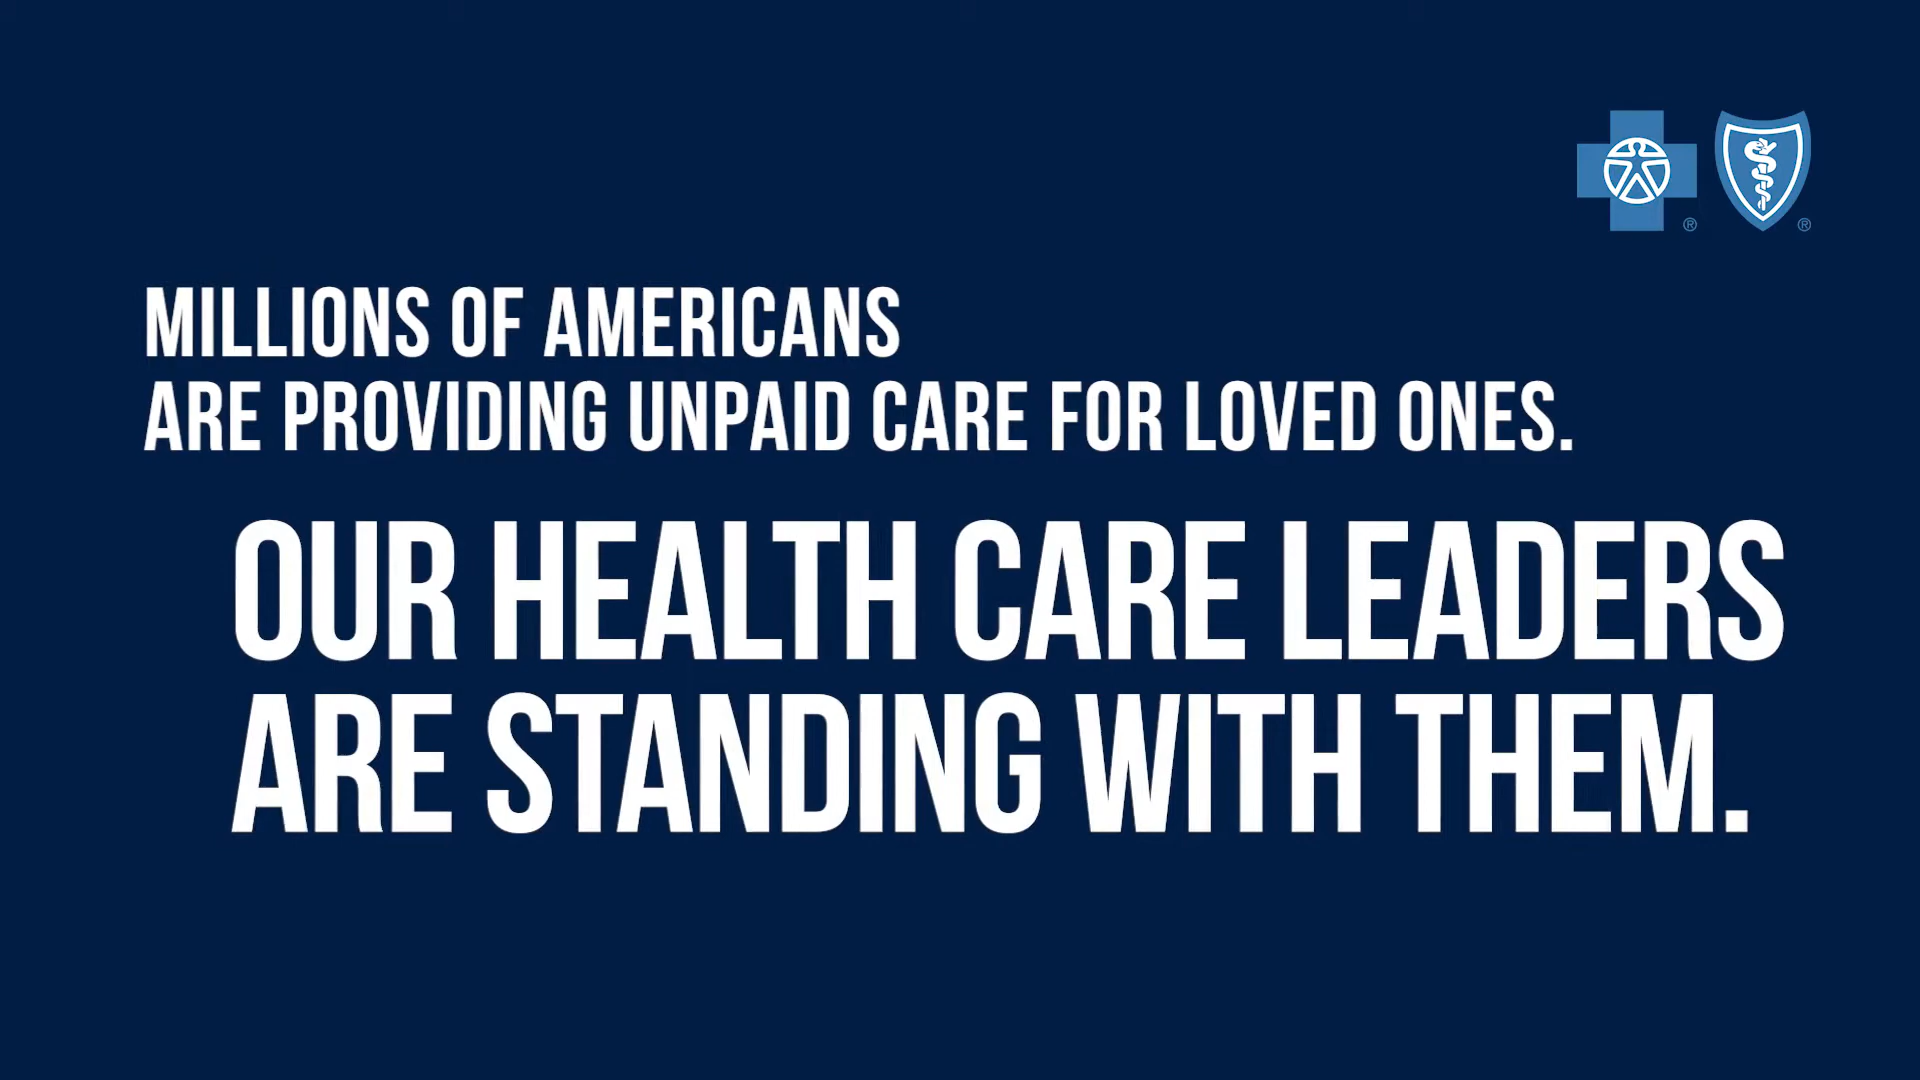 MILLIONS OF AMERICANS
ARE PROVIDING UNPAID CARE FOR LOVED ONES.
OUR HEALTH CARE LEADERS
ARE STANDING WITH THEM.